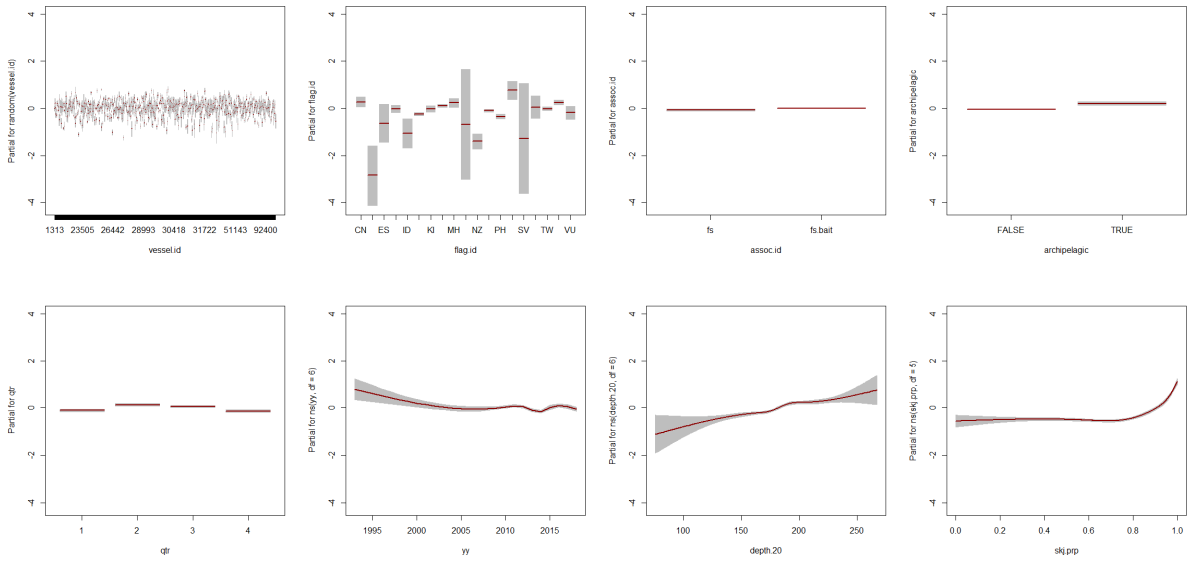 Partial for random(vessel.id)
4
2
0
-2
-4
1313 23505 26442 28993 30418 31722 51143 92400
vessel.id
Partial for flag.id
4
2
0
-2
-4
CN ES ID KI MH NZ PH SV TW VU
flag.id
Partial for assoc.id
4
2
0
-2
-4
fs fs.bait
assoc.id
Partial for archipelagic
4
2
0
-2
-4
FALSE TRUE
archipelagic
Partial for qtr
4
2
0
-2
-4
1 2 3 4
qtr
Partial for ns(yy, df = 6)
4
2
0
-2
-4
1995 2000 2005 2010 2015
yy
Partial for ns(depth.20, df = 6)
4
2
0
-2
-4
100 150 200 250
depth.20
Partial for ns(skj.prp, df = 5)
4
2
0
-2
-4
0.0 0.2 0.4 0.6 0.8 1.0
skj.prp